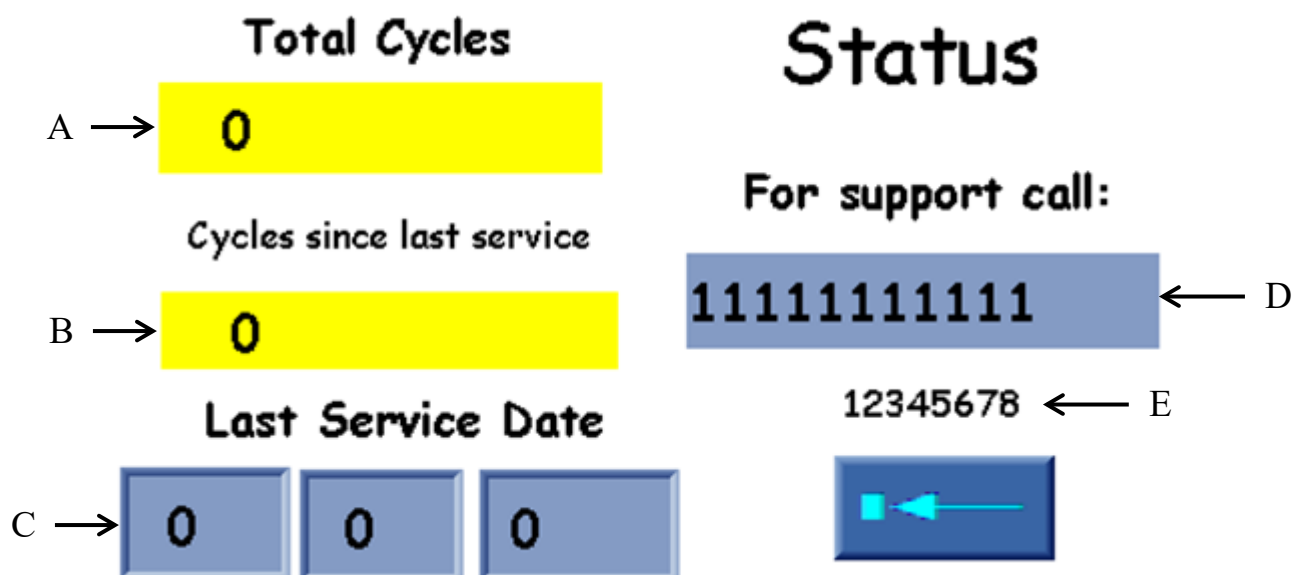 Total Cycles
A
0
Cycles since last service
B
0
Last Service Date
C
0 0 0
Status
For support call:
11111111111
D
12345678
E